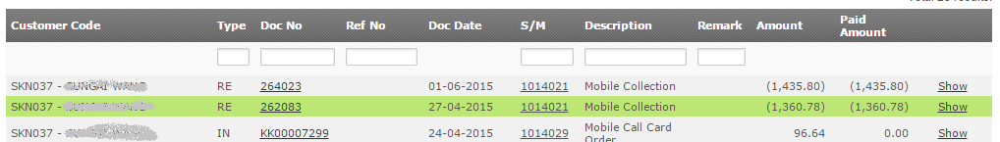 Customer Code Type Doc No Ref No Doc Date S/M Description Remark Amount Paid Amount
SKN037 - RE 264023 01-06-2015 1014021 Mobile Collection (1,435.80) (1,435.80) Show
SKN037 - RE 262083 27-04-2015 1014021 Mobile Collection (1,360.78) (1,360.78) Show
SKN037 - IN KK00007299 24-04-2015 1014029 Mobile Call Card Order 96.64 0.00 Show